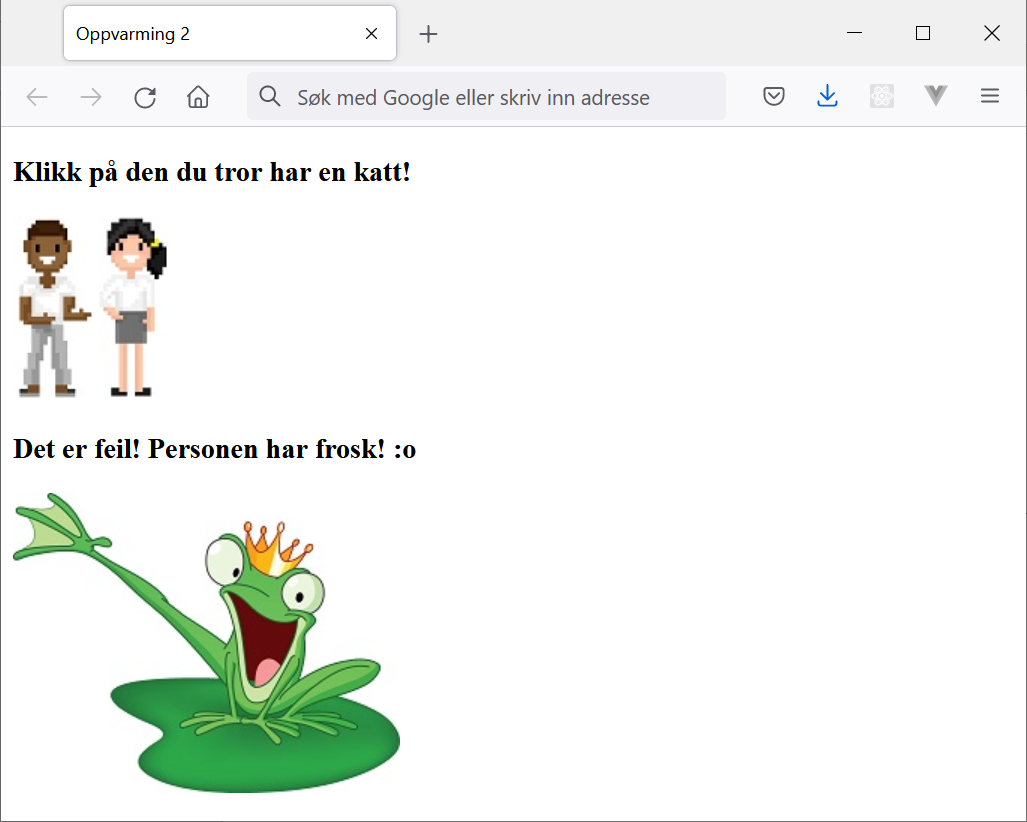 Oppvarming 2
Søk med Google eller skriv inn adresse
Klikk på den du tror har en katt!
Det er feil! Personen har frosk! :o